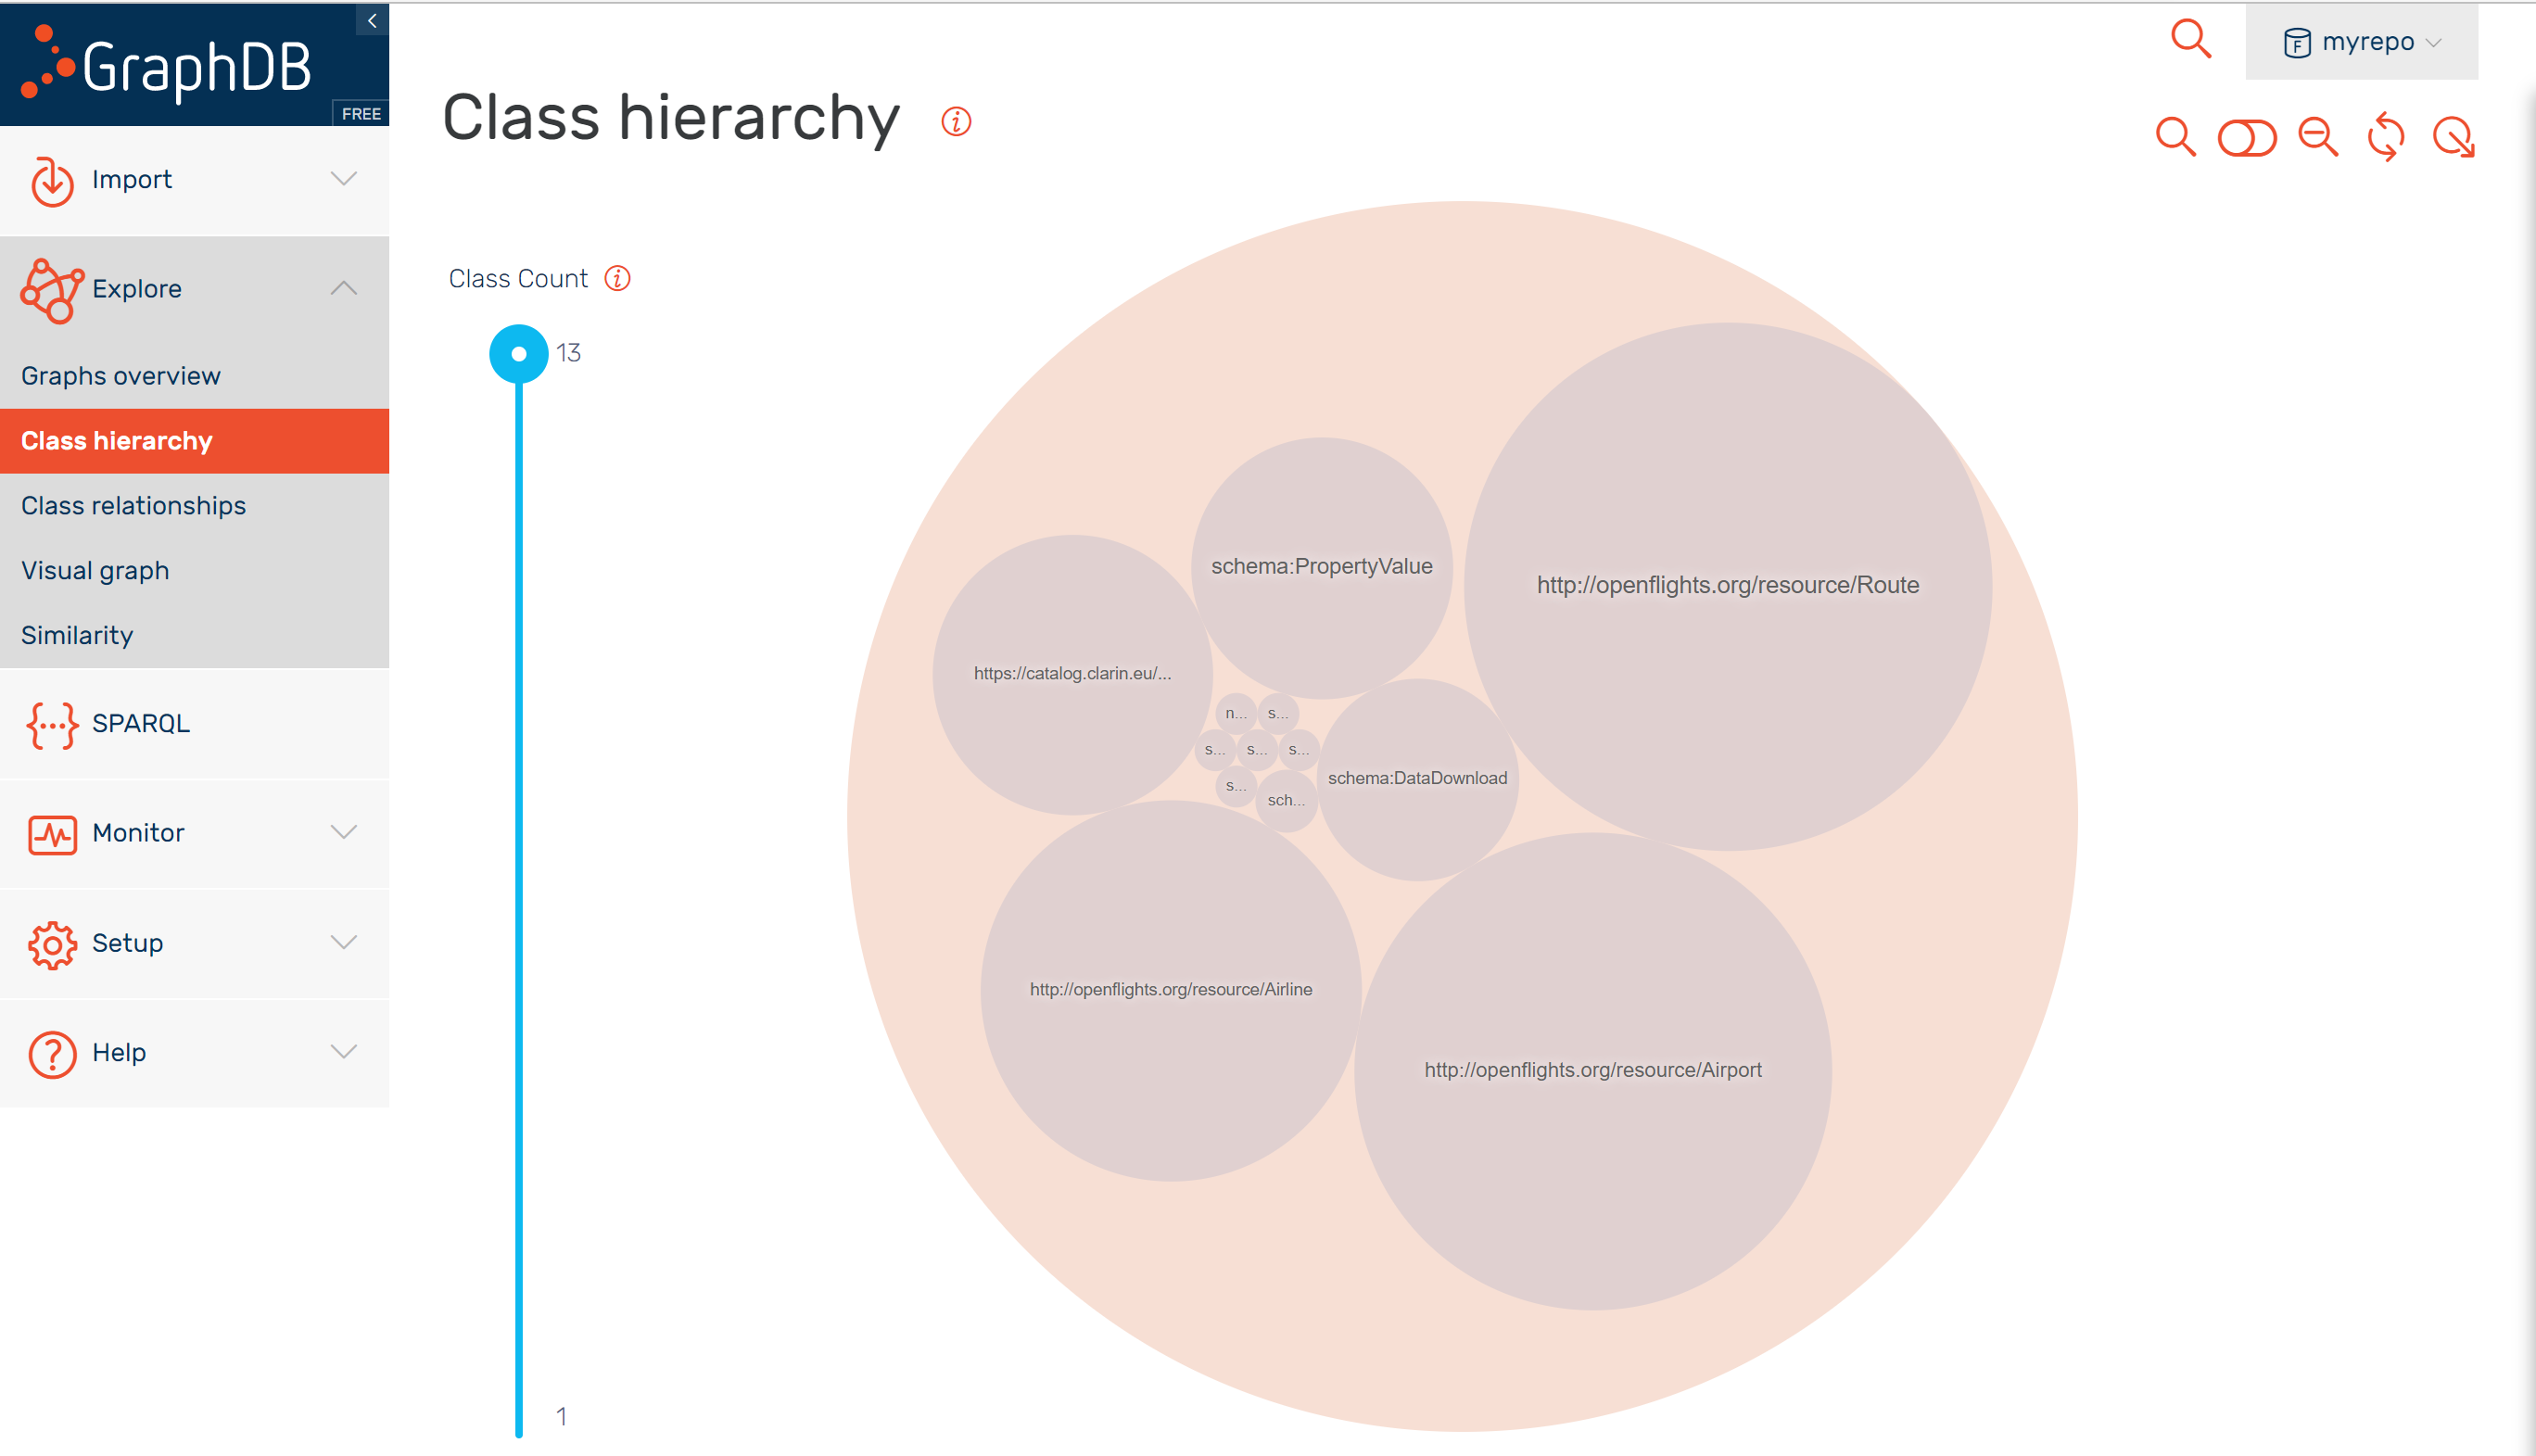 GraphDB
FREE
Import
Explore
Graphs overview
Class hierarchy
Class relationships
Visual graph
Similarity
SPARQL
Monitor
Setup
Help
myrepo
Class hierarchy
Class Count
13
1
schema:PropertyValue
http://openflights.org/resource/Route
https://catalog.clarin.eu/...
n...
s...
s...
s...
s...
s...
sch...
schema:DataDownload
http://openflights.org/resource/Airline
http://openflights.org/resource/Airport